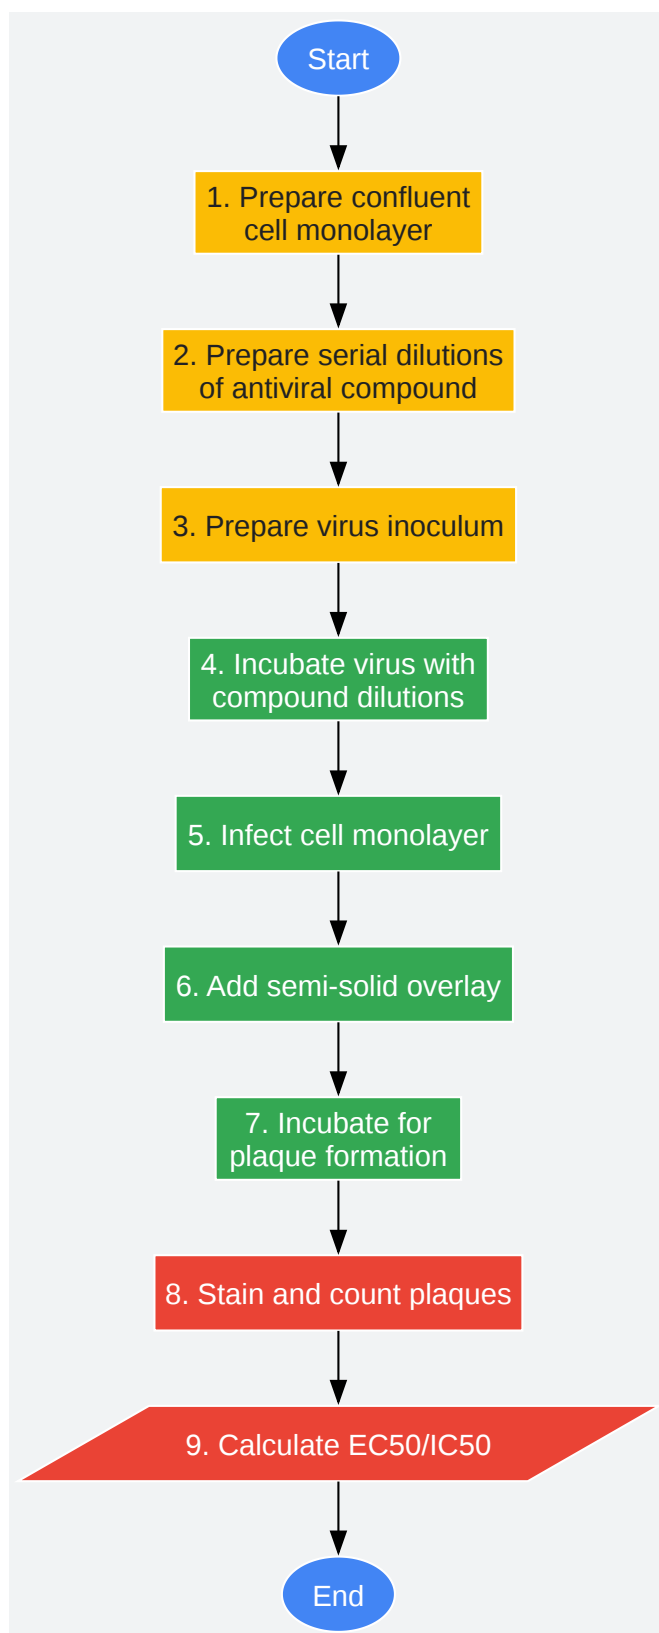 Start
1. Prepare confluent
cell monolayer
2. Prepare serial dilutions
of antiviral compound
3. Prepare virus inoculum
4. Incubate virus with
compound dilutions
5. Infect cell monolayer
6. Add semi-solid overlay
7. Incubate for
plaque formation
8. Stain and count plaques
9. Calculate EC50/IC50
End